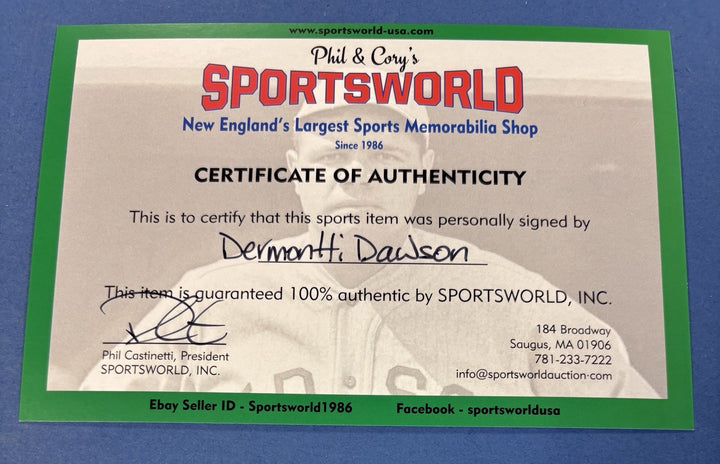 www.sportsworld-usa.com
Phil & Cory's
SPORTSWORLD
New England's Largest Sports Memorabilia Shop
Since 1986
CERTIFICATE OF AUTHENTICITY
This is to certify that this sports item was personally signed by
Dermontti Dawson
This item is guaranteed 100% authentic by SPORTSWORLD, INC.
Phil Castinetti, President
SPORTSWORLD, INC.
184 Broadway
Saugus, MA 01906
781-233-7222
info@sportsworldauction.com
Ebay Seller ID - Sportsworld1986 Facebook - sportsworldusa